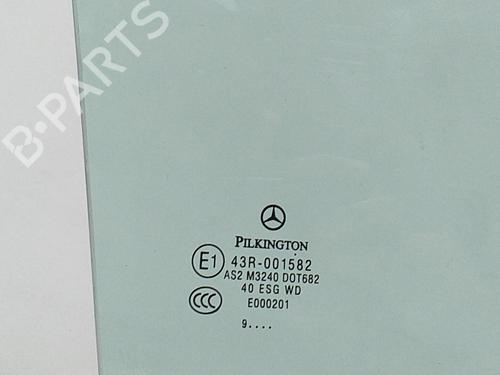 B-PARTS
PILKINGTON
E1 43R-001582
AS2 M3240 DOT682
40 ESG WD
CCC E000201
9....